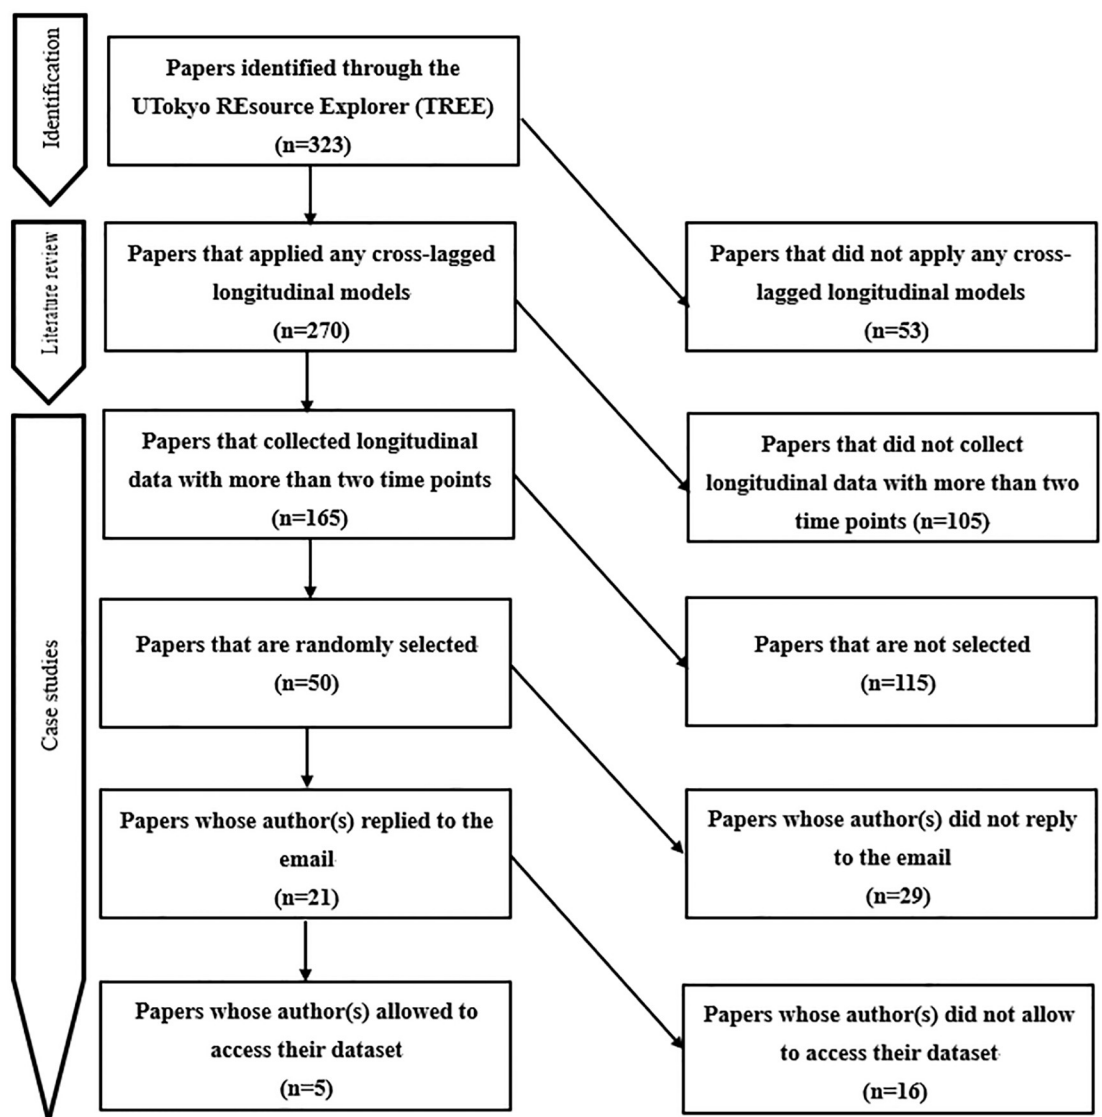 Identification
Papers identified through the
UTokyo REsource Explorer (TREE)
(n=323)
Literature review
Papers that applied any cross-lagged
longitudinal models
(n=270)
Papers that did not apply any cross-
lagged longitudinal models
(n=53)
Case studies
Papers that collected longitudinal
data with more than two time points
(n=165)
Papers that did not collect
longitudinal data with more than two
time points (n=105)
Papers that are randomly selected
(n=50)
Papers that are not selected
(n=115)
Papers whose author(s) replied to the
email
(n=21)
Papers whose author(s) did not reply
to the email
(n=29)
Papers whose author(s) allowed to
access their dataset
(n=5)
Papers whose author(s) did not allow
to access their dataset
(n=16)